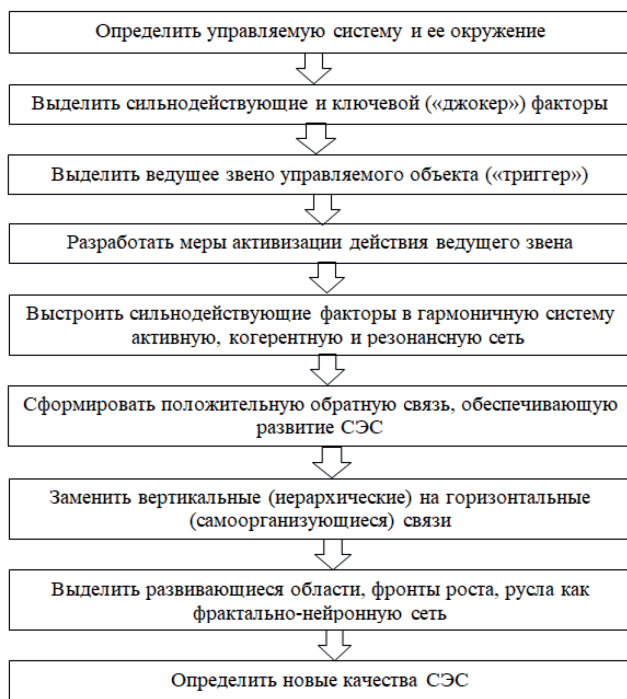 Определить управляемую систему и ее окружение
Выделить сильнодействующие и ключевой («джокер») факторы
Выделить ведущее звено управляемого объекта («триггер»)
Разработать меры активизации действия ведущего звена
Выстроить сильнодействующие факторы в гармоничную систему
активную, когерентную и резонансную сеть
Сформировать положительную обратную связь, обеспечивающую
развитие СЭС
Заменить вертикальные (иерархические) на горизонтальные
(самоорганизующиеся) связи
Выделить развивающиеся области, фронты роста, русла как
фрактально-нейронную сеть
Определить новые качества СЭС